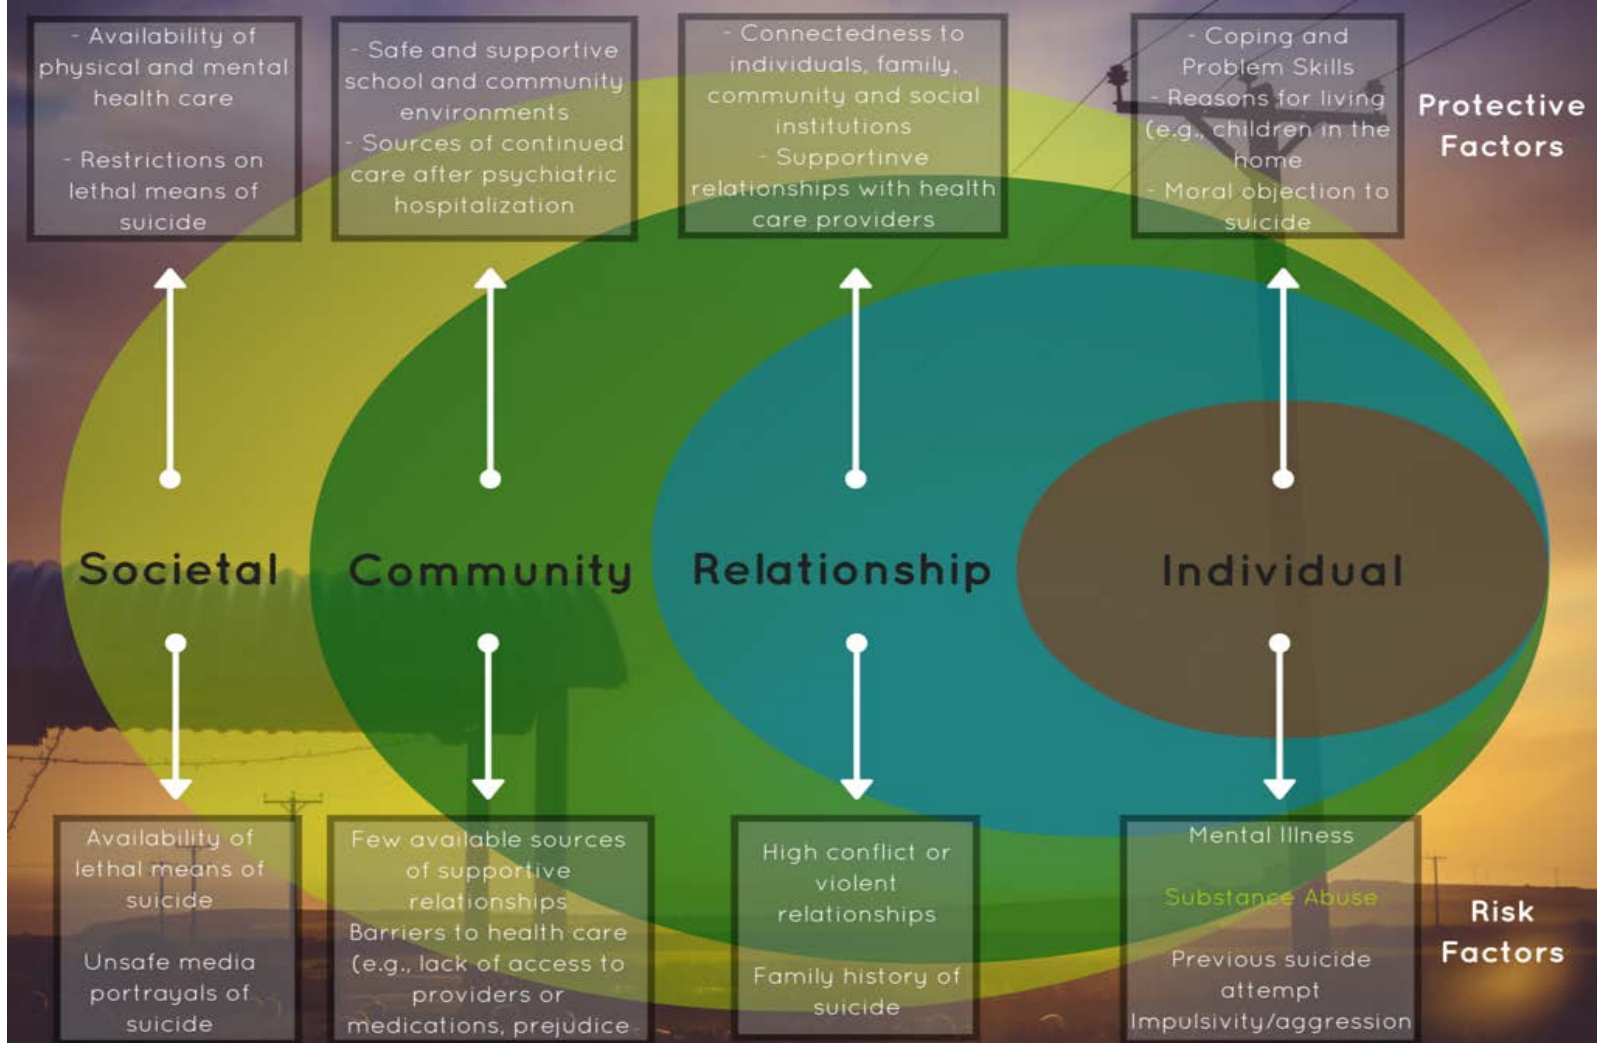 - Availability of
physical and mental
health care
- Restrictions on
lethal means of
suicide
- Safe and supportive
school and community
environments
- Sources of continued
care after psychiatric
hospitalization
- Connectedness to
individuals, family,
community and social
institutions
- Supportinve
relationships with health
care providers
- Coping and
Problem Skills
- Reasons for living
(e.g., children in the
home
- Moral objection to
suicide
Protective
Factors
Societal
Community
Relationship
Individual
Availability of
lethal means of
suicide
Unsafe media
portrayals of
suicide
Few available sources
of supportive
relationships
Barriers to health care
(e.g., lack of access to
providers or
medications, prejudice
High conflict or
violent
relationships
Family history of
suicide
Mental Illness
Substance Abuse
Previous suicide
attempt
Impulsivity/aggression
Risk
Factors